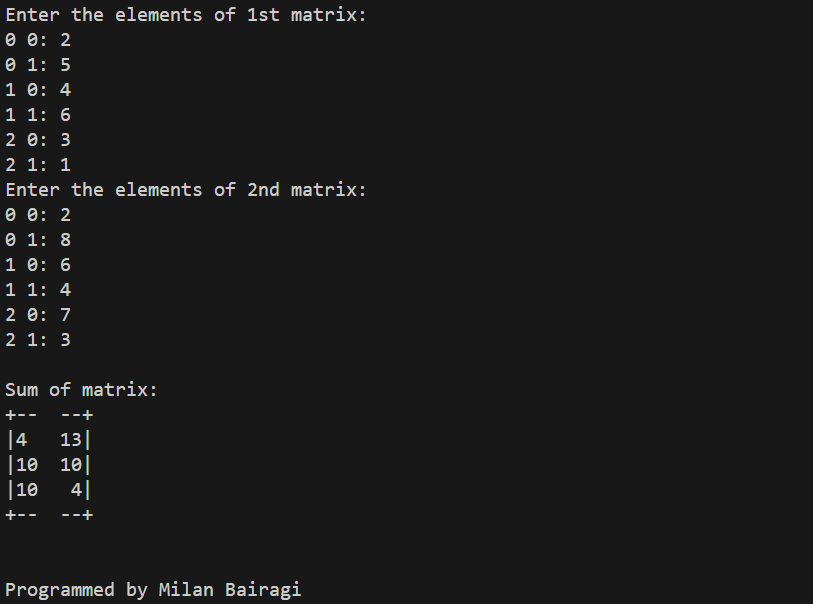 Enter the elements of 1st matrix:
0 0: 2
0 1: 5
1 0: 4
1 1: 6
2 0: 3
2 1: 1
Enter the elements of 2nd matrix:
0 0: 2
0 1: 8
1 0: 6
1 1: 4
2 0: 7
2 1: 3

Sum of matrix:
+--  --+
|4   13|
|10  10|
|10   4|
+--  --+

Programmed by Milan Bairagi